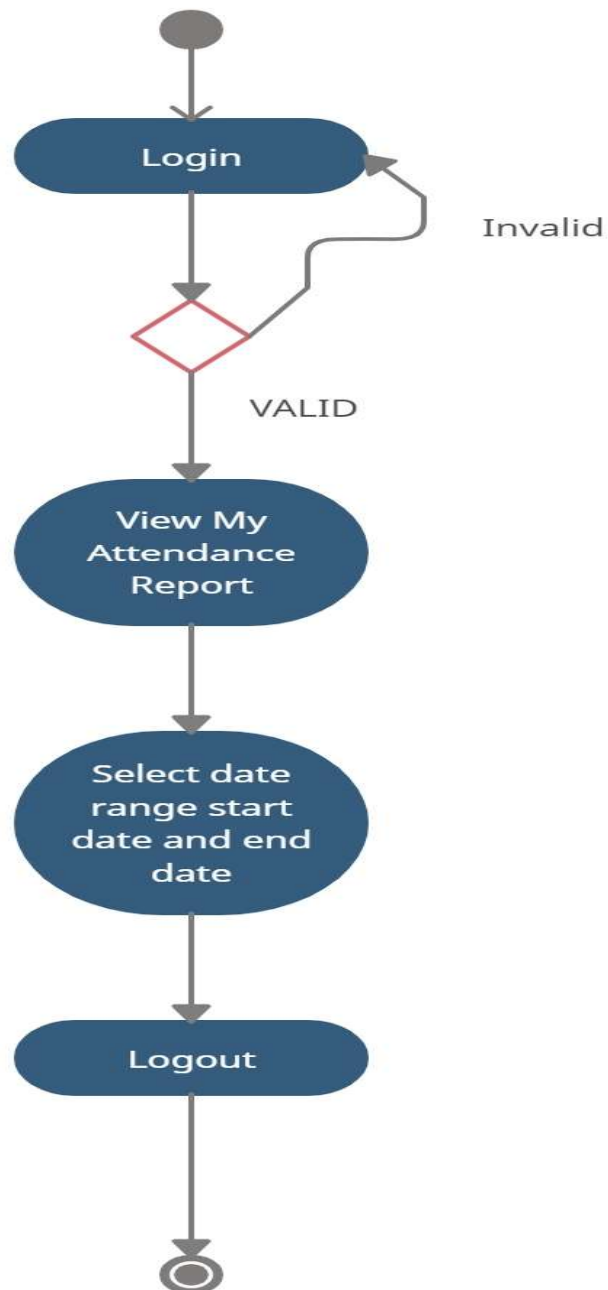 Login
Invalid
VALID
View My
Attendance
Report
Select date
range start
date and end
date
Logout